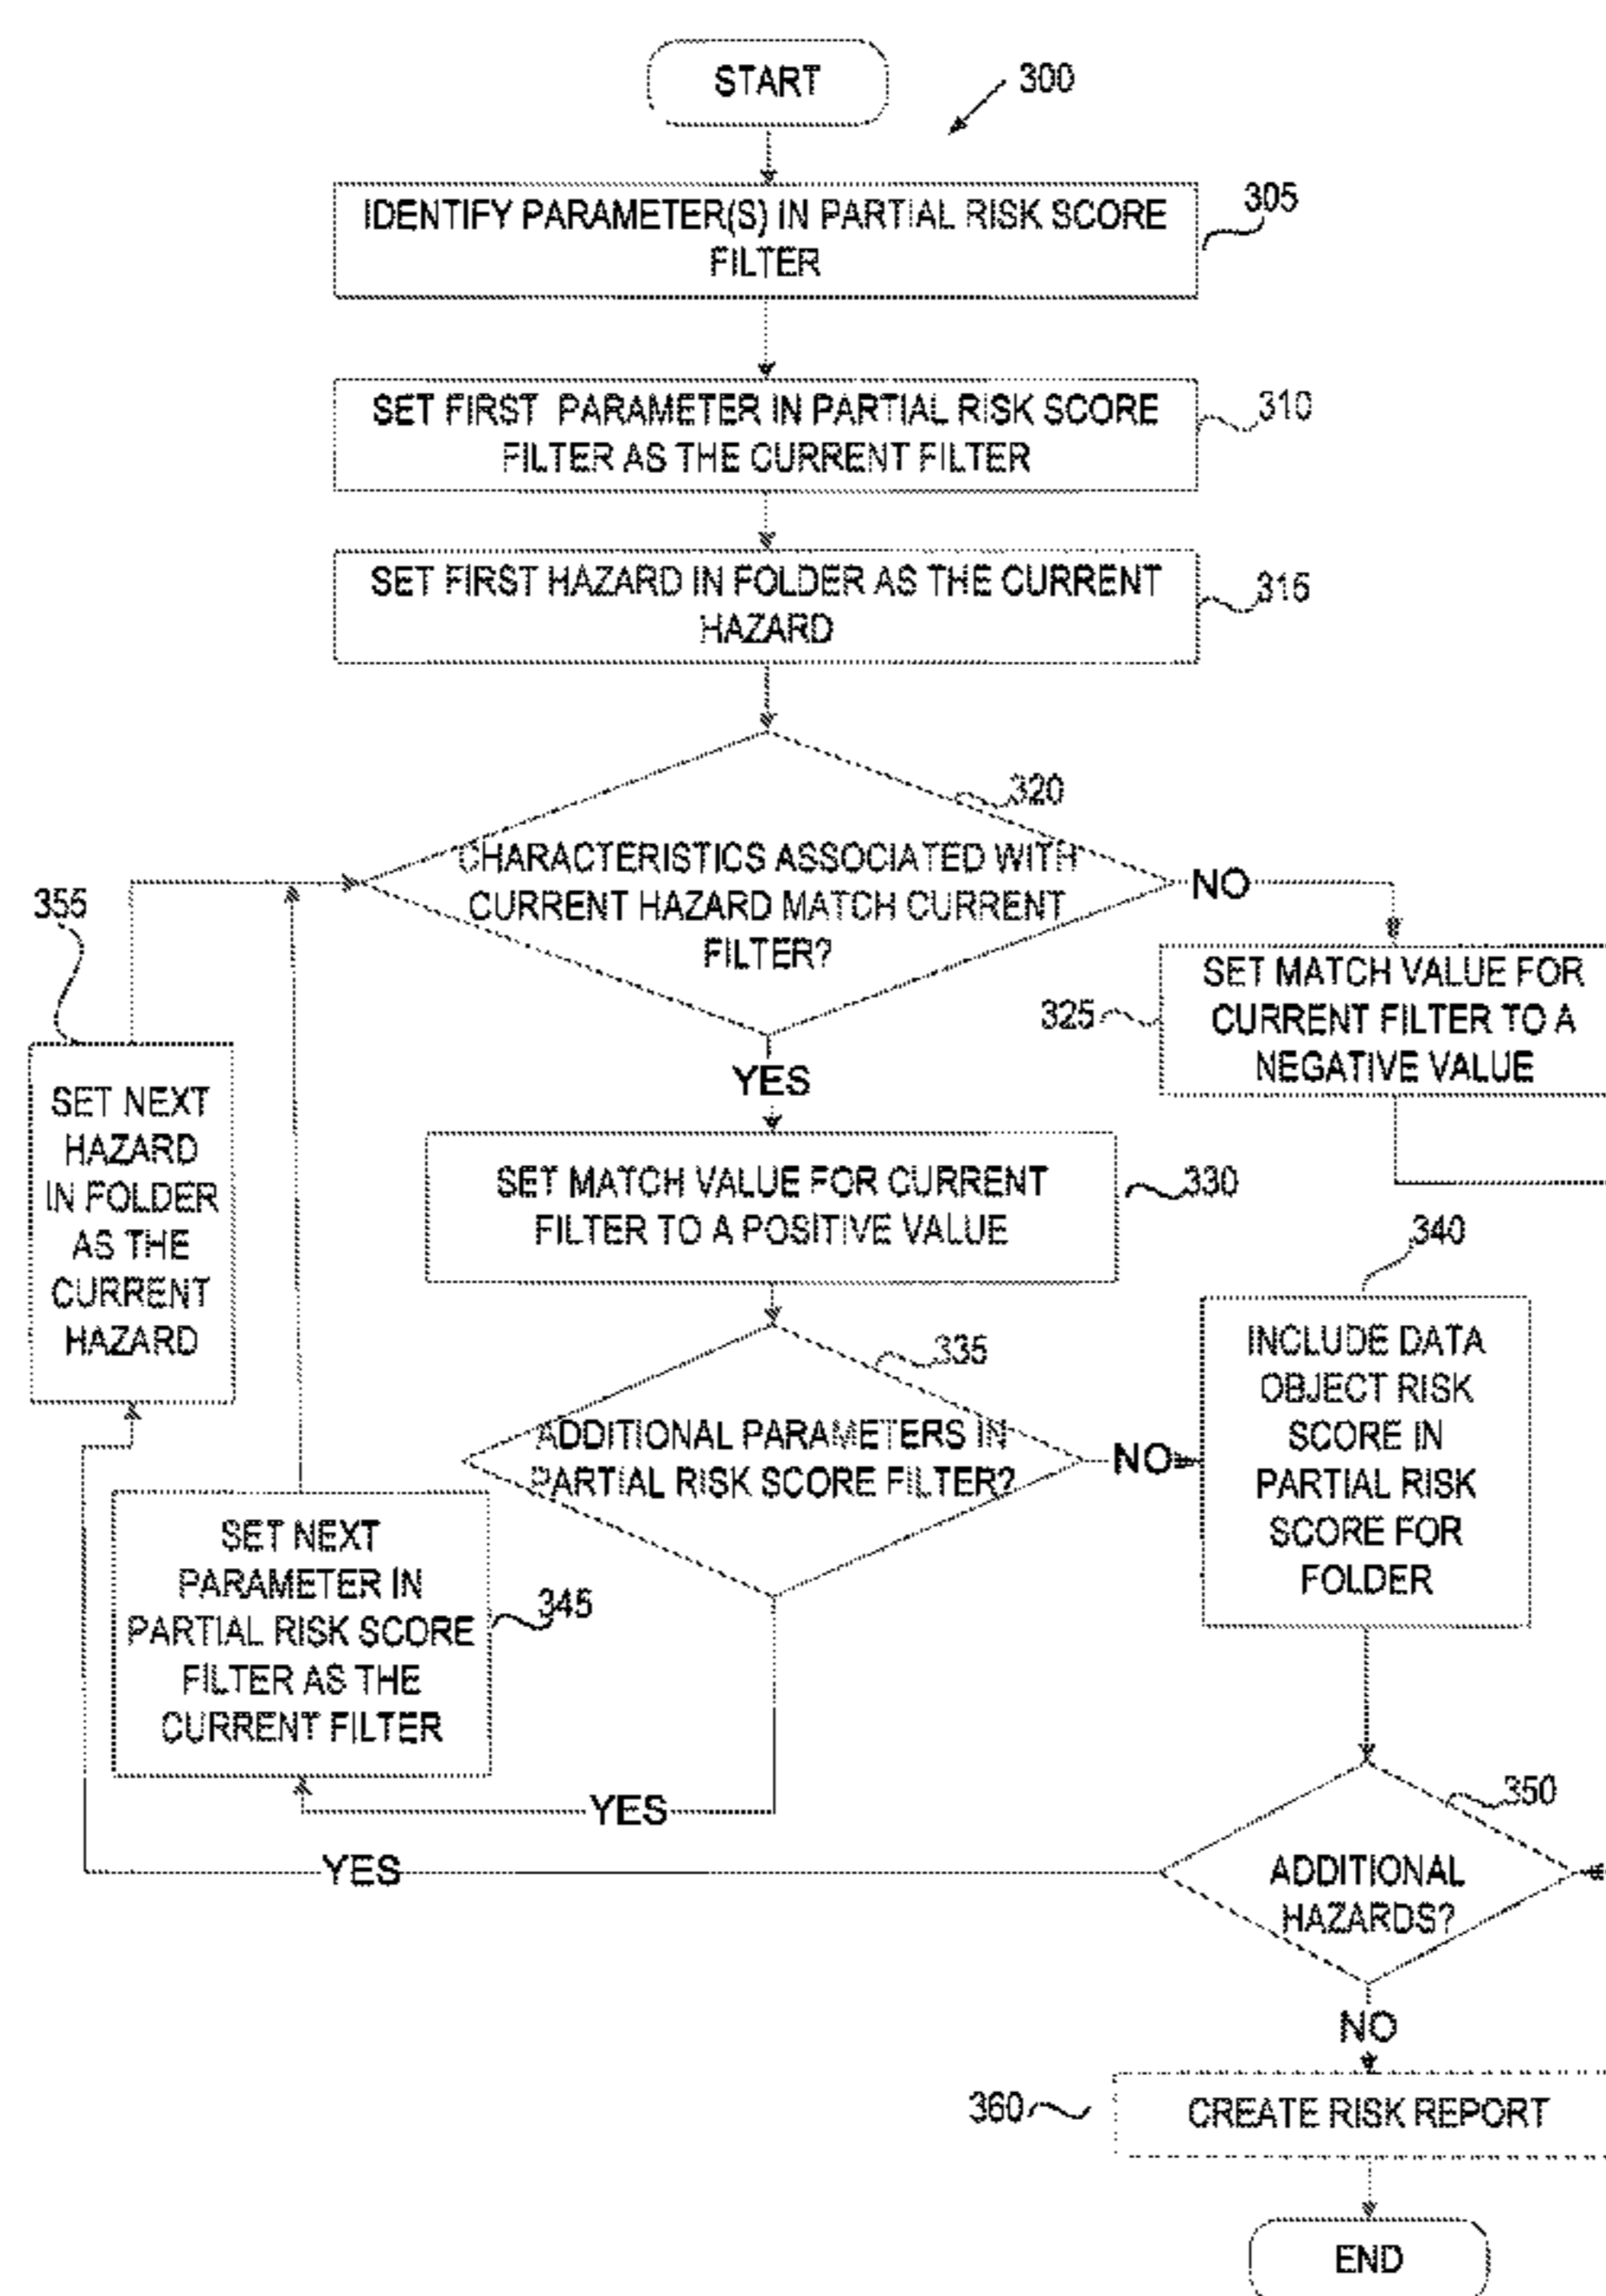 START
300
IDENTIFY PARAMETER(S) IN PARTIAL RISK SCORE
FILTER
305
SET FIRST PARAMETER IN PARTIAL RISK SCORE
FILTER AS THE CURRENT FILTER
310
SET FIRST HAZARD IN FOLDER AS THE CURRENT
HAZARD
315
320
CHARACTERISTICS ASSOCIATED WITH
CURRENT HAZARD MATCH CURRENT
FILTER?
NO
355
SET MATCH VALUE FOR
CURRENT FILTER TO A
NEGATIVE VALUE
325
YES
SET NEXT
HAZARD
IN FOLDER
AS THE
CURRENT
HAZARD
SET MATCH VALUE FOR CURRENT
FILTER TO A POSITIVE VALUE
330
340
335
ADDITIONAL PARAMETERS IN
PARTIAL RISK SCORE FILTER?
NO
INCLUDE DATA
OBJECT RISK
SCORE IN
PARTIAL RISK
SCORE FOR
FOLDER
SET NEXT
PARAMETER IN
PARTIAL RISK SCORE
FILTER AS THE
CURRENT FILTER
345
YES
350
YES
ADDITIONAL
HAZARDS?
NO
360
CREATE RISK REPORT
END